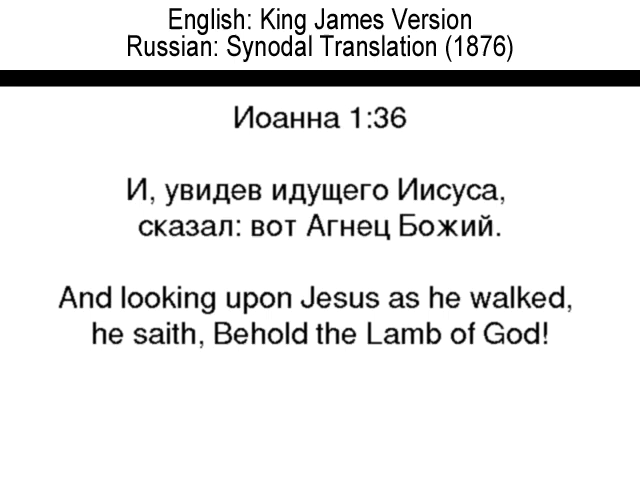 English: King James Version
Russian: Synodal Translation (1876)
Иоанна 1:36
И, увидев идущего Иисуса,
сказал: вот Агнец Божий.
And looking upon Jesus as he walked,
he saith, Behold the Lamb of God!